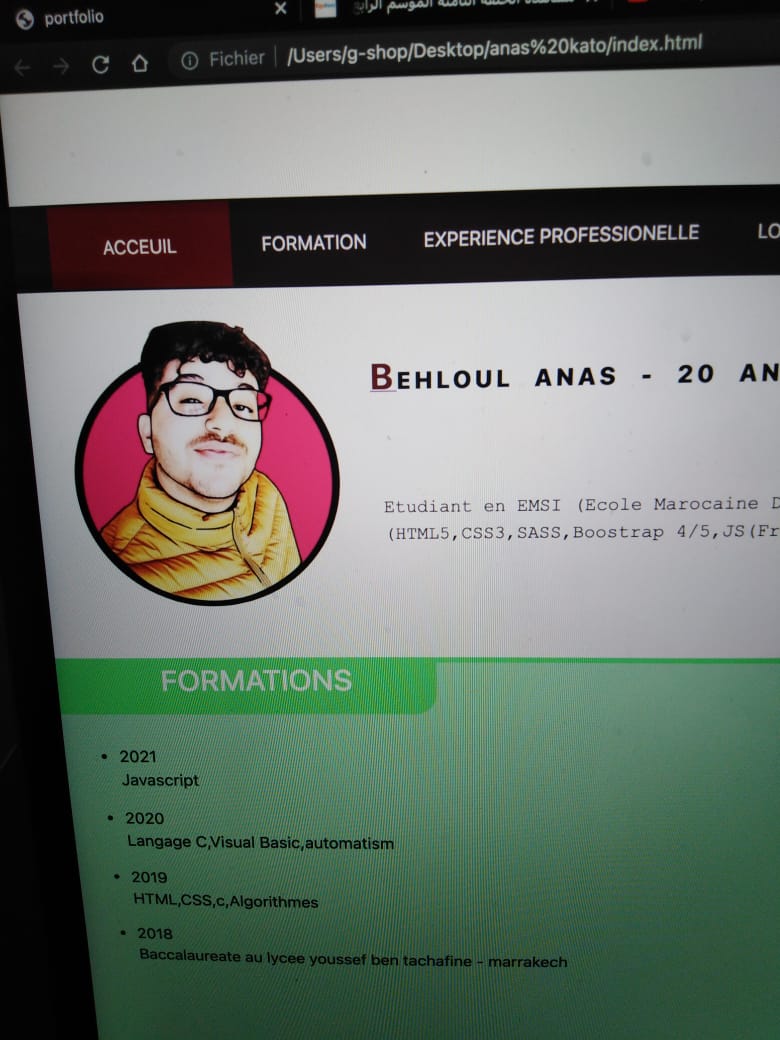 portfolio
الحلقة الثامنة الموسم الرابع
Fichier /Users/g-shop/Desktop/anas%20kato/index.html
ACCEUIL FORMATION EXPERIENCE PROFESSIONELLE LO
BEHLOUL ANAS - 20 AN
Etudiant en EMSI (Ecole Marocaine D
(HTML5,CSS3,SASS,Boostrap 4/5,JS(Fr
FORMATIONS
2021
Javascript
2020
Langage C,Visual Basic,automatism
2019
HTML,CSS,c,Algorithmes
2018
Baccalaureate au lycee youssef ben tachafine - marrakech